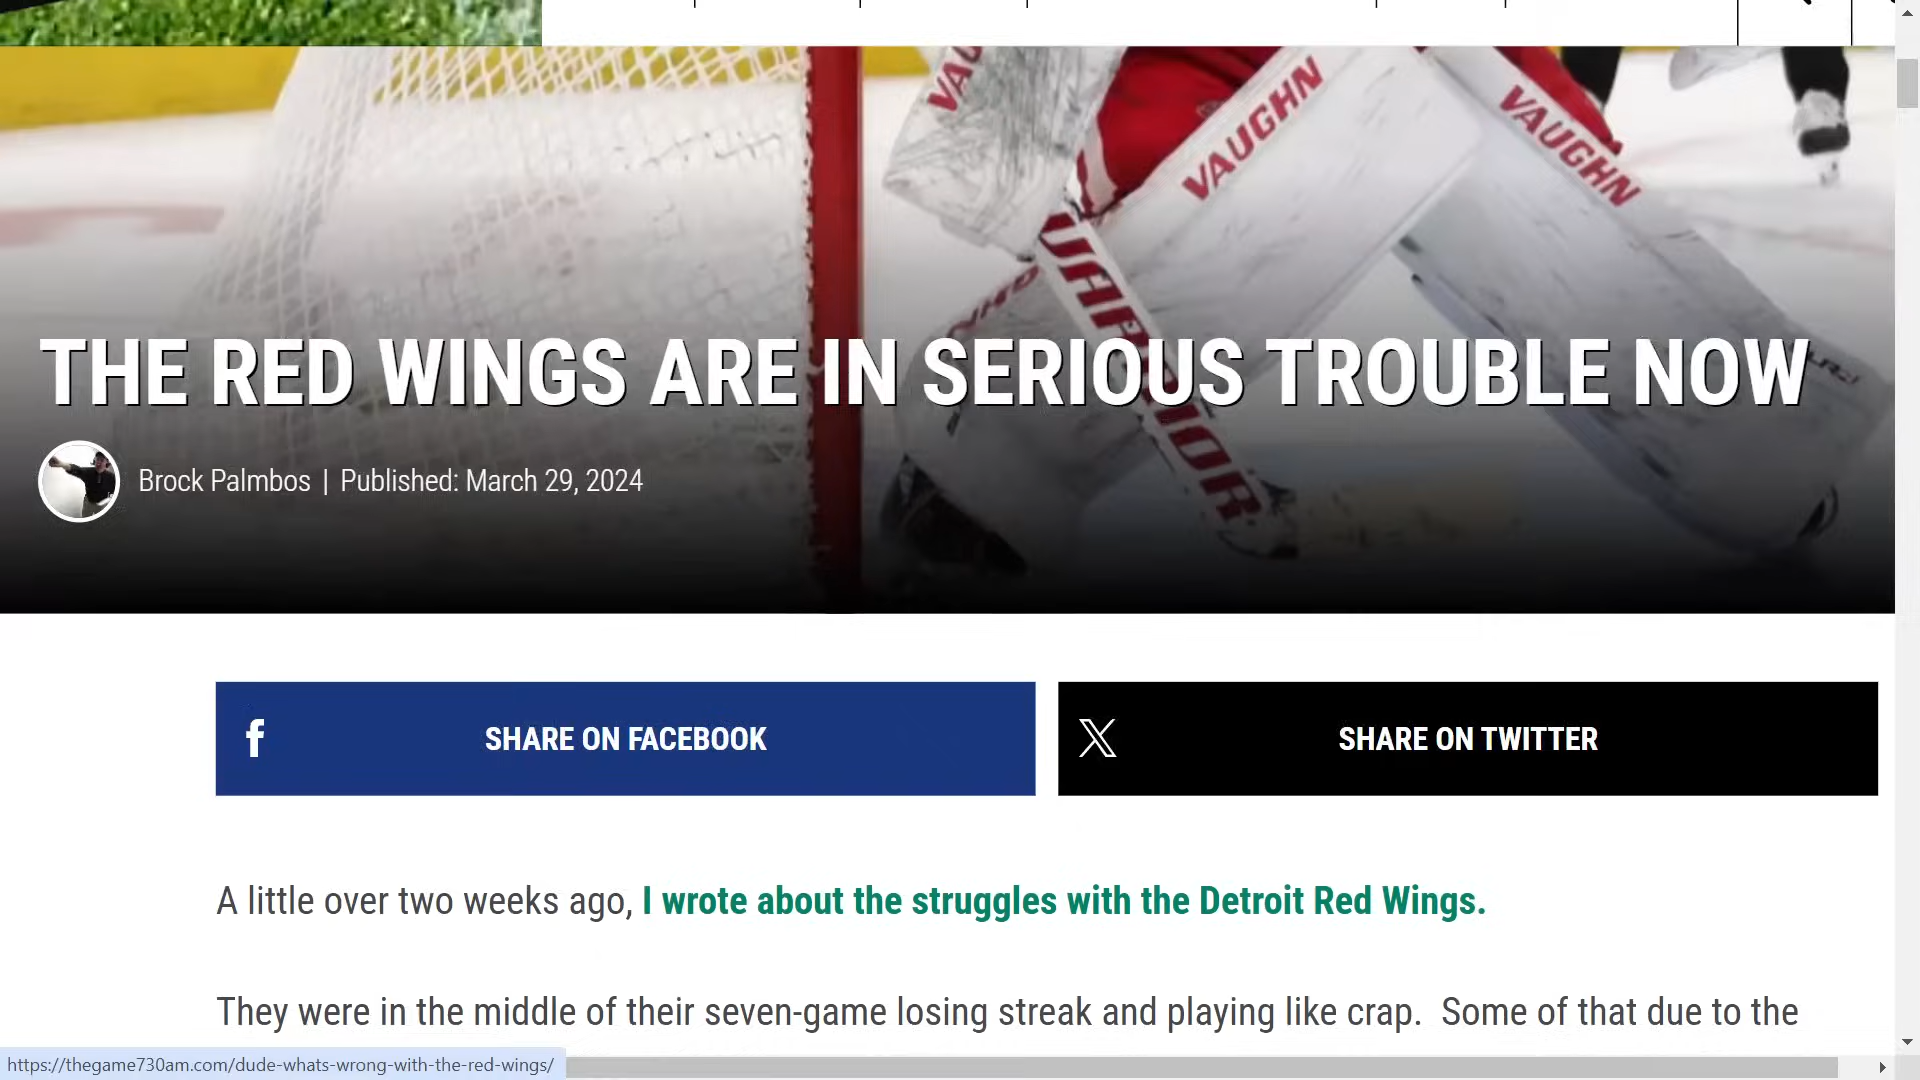 VAU
VAUGHN
VAUGHN
WARRIOR
THE RED WINGS ARE IN SERIOUS TROUBLE NOW
Brock Palmbos | Published: March 29, 2024
f SHARE ON FACEBOOK
X SHARE ON TWITTER
A little over two weeks ago, I wrote about the struggles with the Detroit Red Wings.
They were in the middle of their seven-game losing streak and playing like crap. Some of that due to the
https://thegame730am.com/dude-whats-wrong-with-the-red-wings/